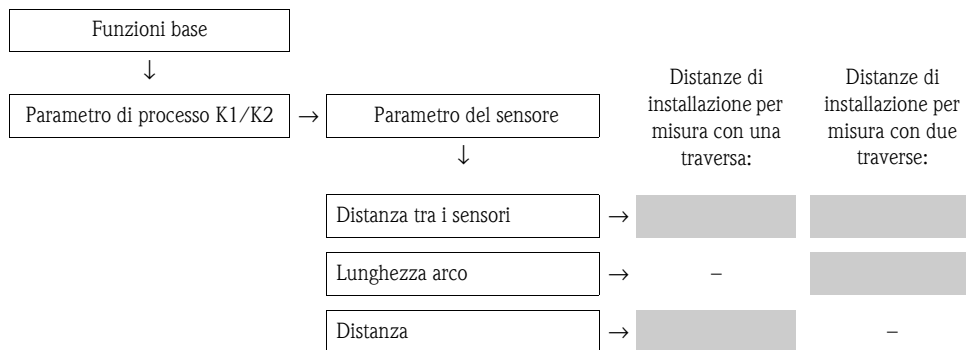 Funzioni base
↓
Distanze di
installazione per
misura con una
traversa:
Distanze di
installazione per
misura con due
traverse:
Parametro di processo K1/K2 → Parametro del sensore
↓
Distanza tra i sensori →
Lunghezza arco → –
Distanza → –